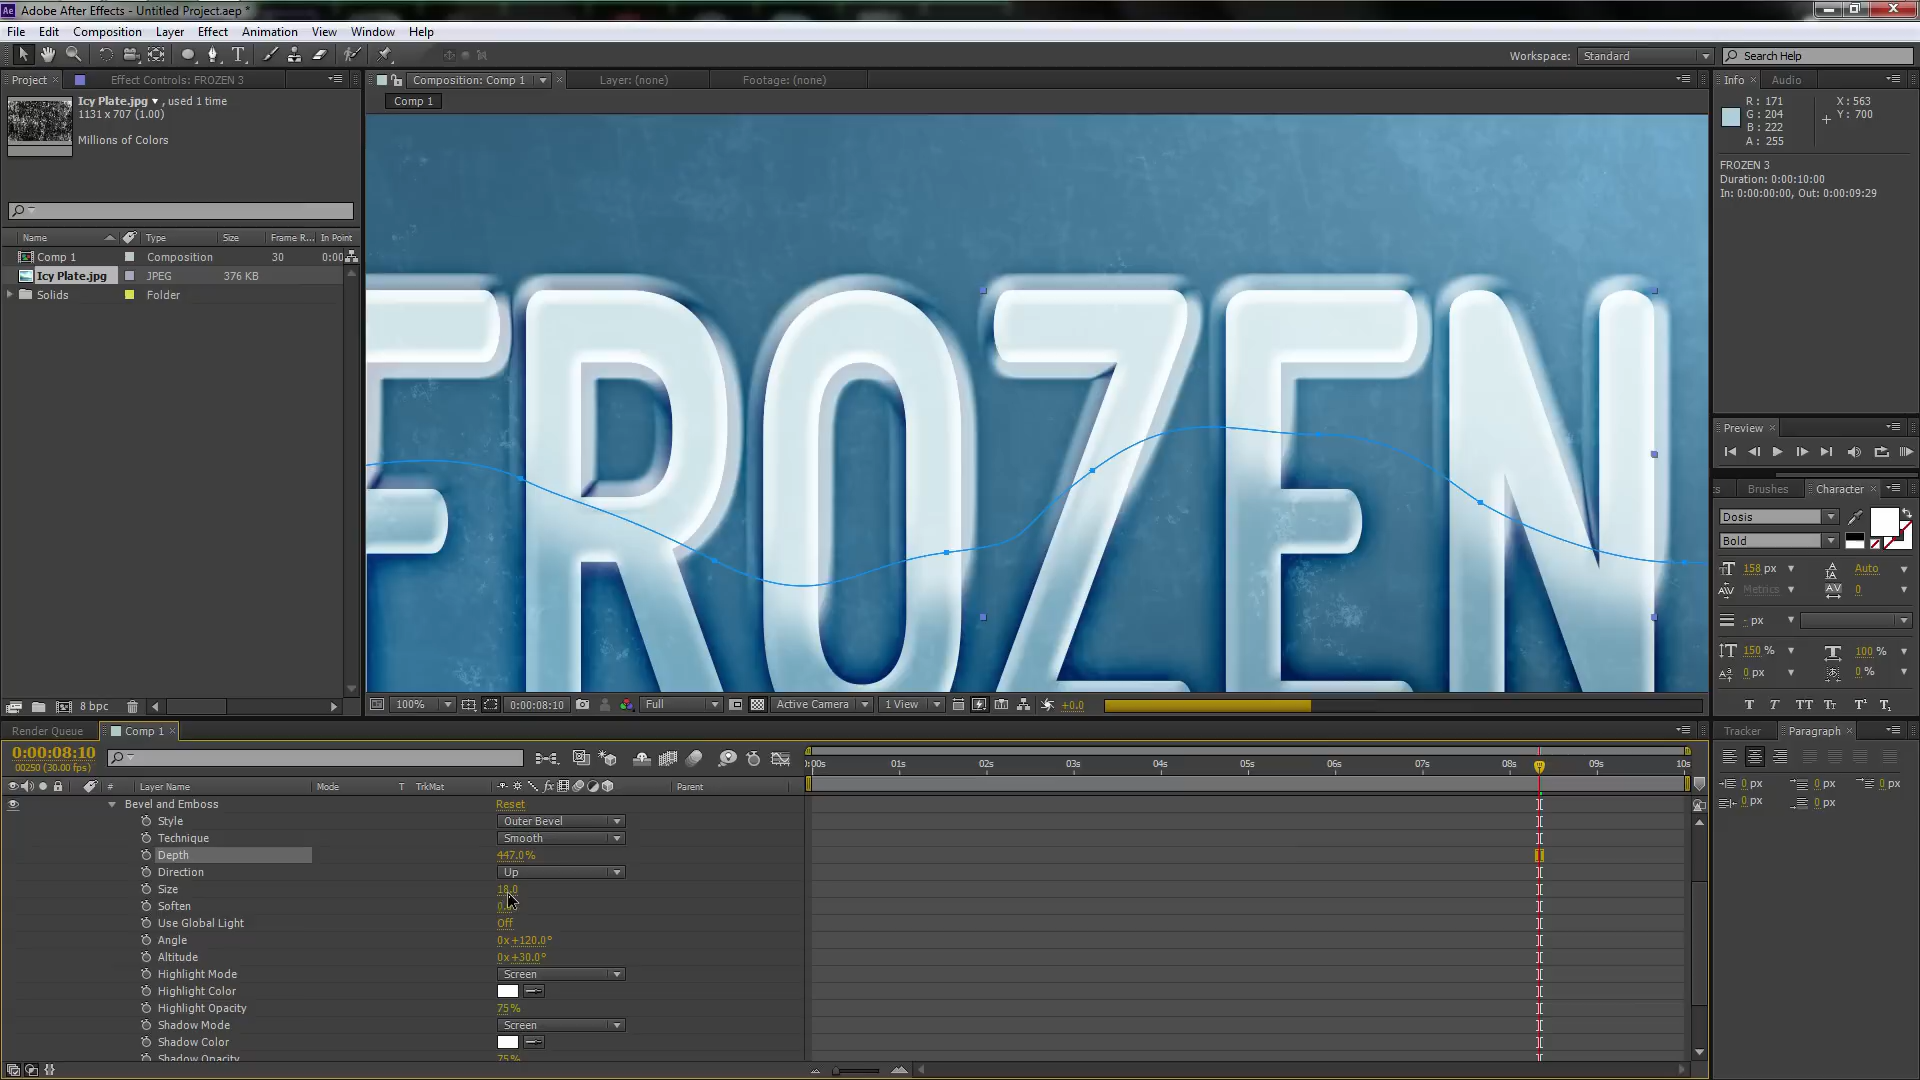 Adobe After Effects - Untitled Project.aep *
File Edit Composition Layer Effect Animation View Window Help
Workspace: Standard Search Help
Project Effect Controls: FROZEN 3 Composition: Comp 1 Layer: (none) Footage: (none) Info Audio
Comp 1
Icy Plate.jpg , used 1 time
1131 x 707 (1.00)
Millions of Colors
R : 171
G : 204
B : 222
A : 255
X : 563
Y : 700
FROZEN 3
Duration: 0:00:10:00
In: 0:00:00:00, Out: 0:00:09:29
Name Type Size Frame R... In Point
Comp 1 Composition 30 0:00
Icy Plate.jpg JPEG 376 KB
Solids Folder
FROZEN
Preview
Brushes Character
Dosis
Bold
158 px Auto
Metrics 0
- px
150 % 100 %
0 px 0 %
T T TT Tr T¹ T₁
8 bpc
100% 0:00:08:10 Full Active Camera 1 View +0.0
Render Queue Comp 1
Tracker Paragraph
0 px 0 px 0 px
0 px 0 px
0:00:08:10
00250 (30.00 fps)
:00s 01s 02s 03s 04s 05s 06s 07s 08s 09s 10s
# Layer Name Mode T TrkMat fx Parent
Bevel and Emboss Reset
Style Outer Bevel
Technique Smooth
Depth 447.0%
Direction Up
Size 18.0
Soften
Use Global Light Off
Angle 0x+120.0°
Altitude 0x+30.0°
Highlight Mode Screen
Highlight Color
Highlight Opacity 75%
Shadow Mode Screen
Shadow Color
Shadow Opacity 75%